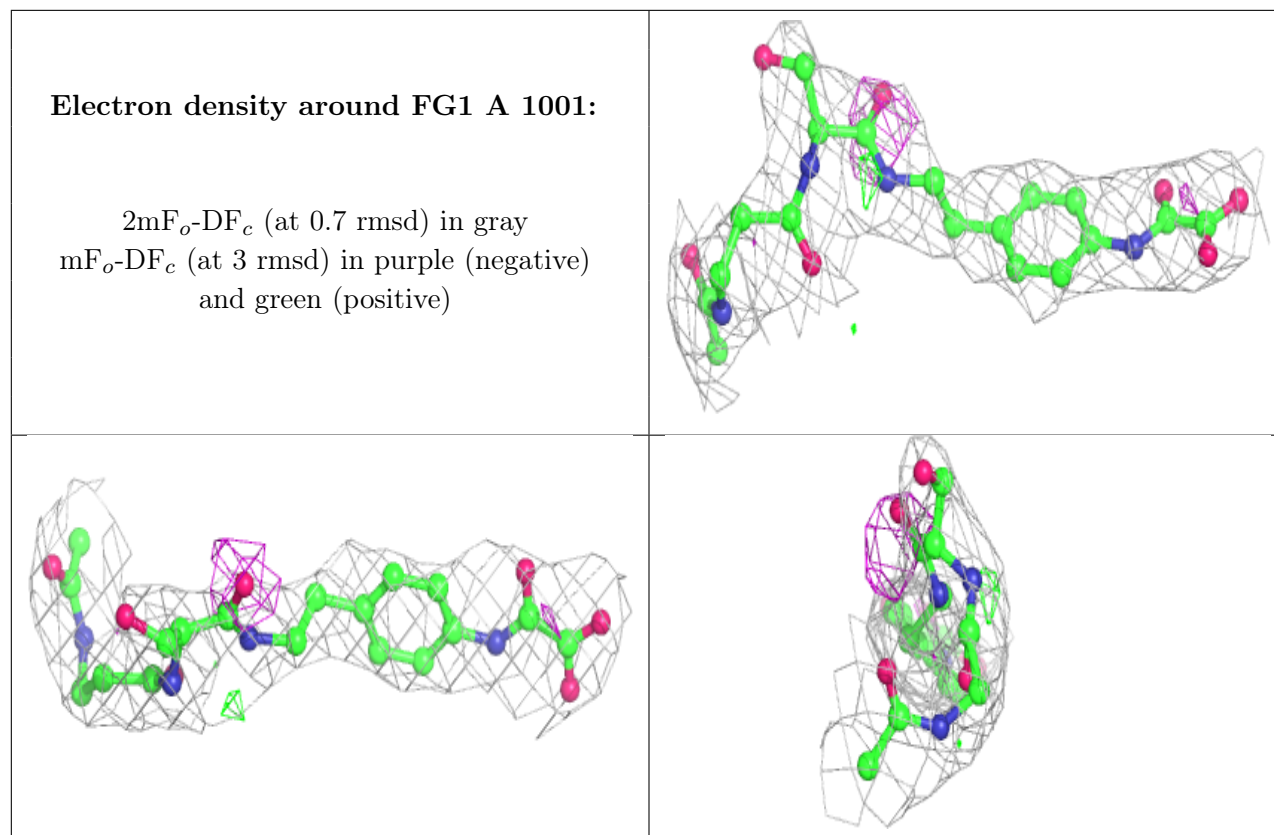 Electron density around FG1 A 1001:
2mFo-DFc (at 0.7 rmsd) in gray
mFo-DFc (at 3 rmsd) in purple (negative)
and green (positive)